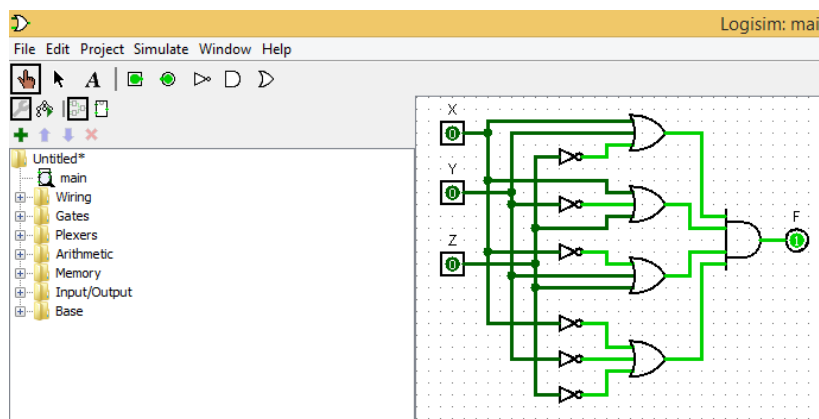 Logisim: mai
File Edit Project Simulate Window Help
A
Untitled*
main
Wiring
Gates
Plexers
Arithmetic
Memory
Input/Output
Base
X
0
Y
0
Z
0
F
1